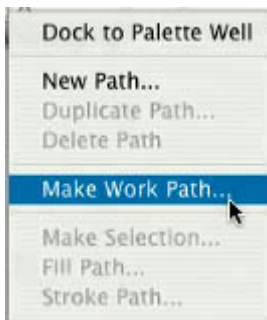 Dock to Palette Well
New Path...
Duplicate Path...
Delete Path
Make Work Path...
Make Selection...
Fill Path...
Stroke Path...